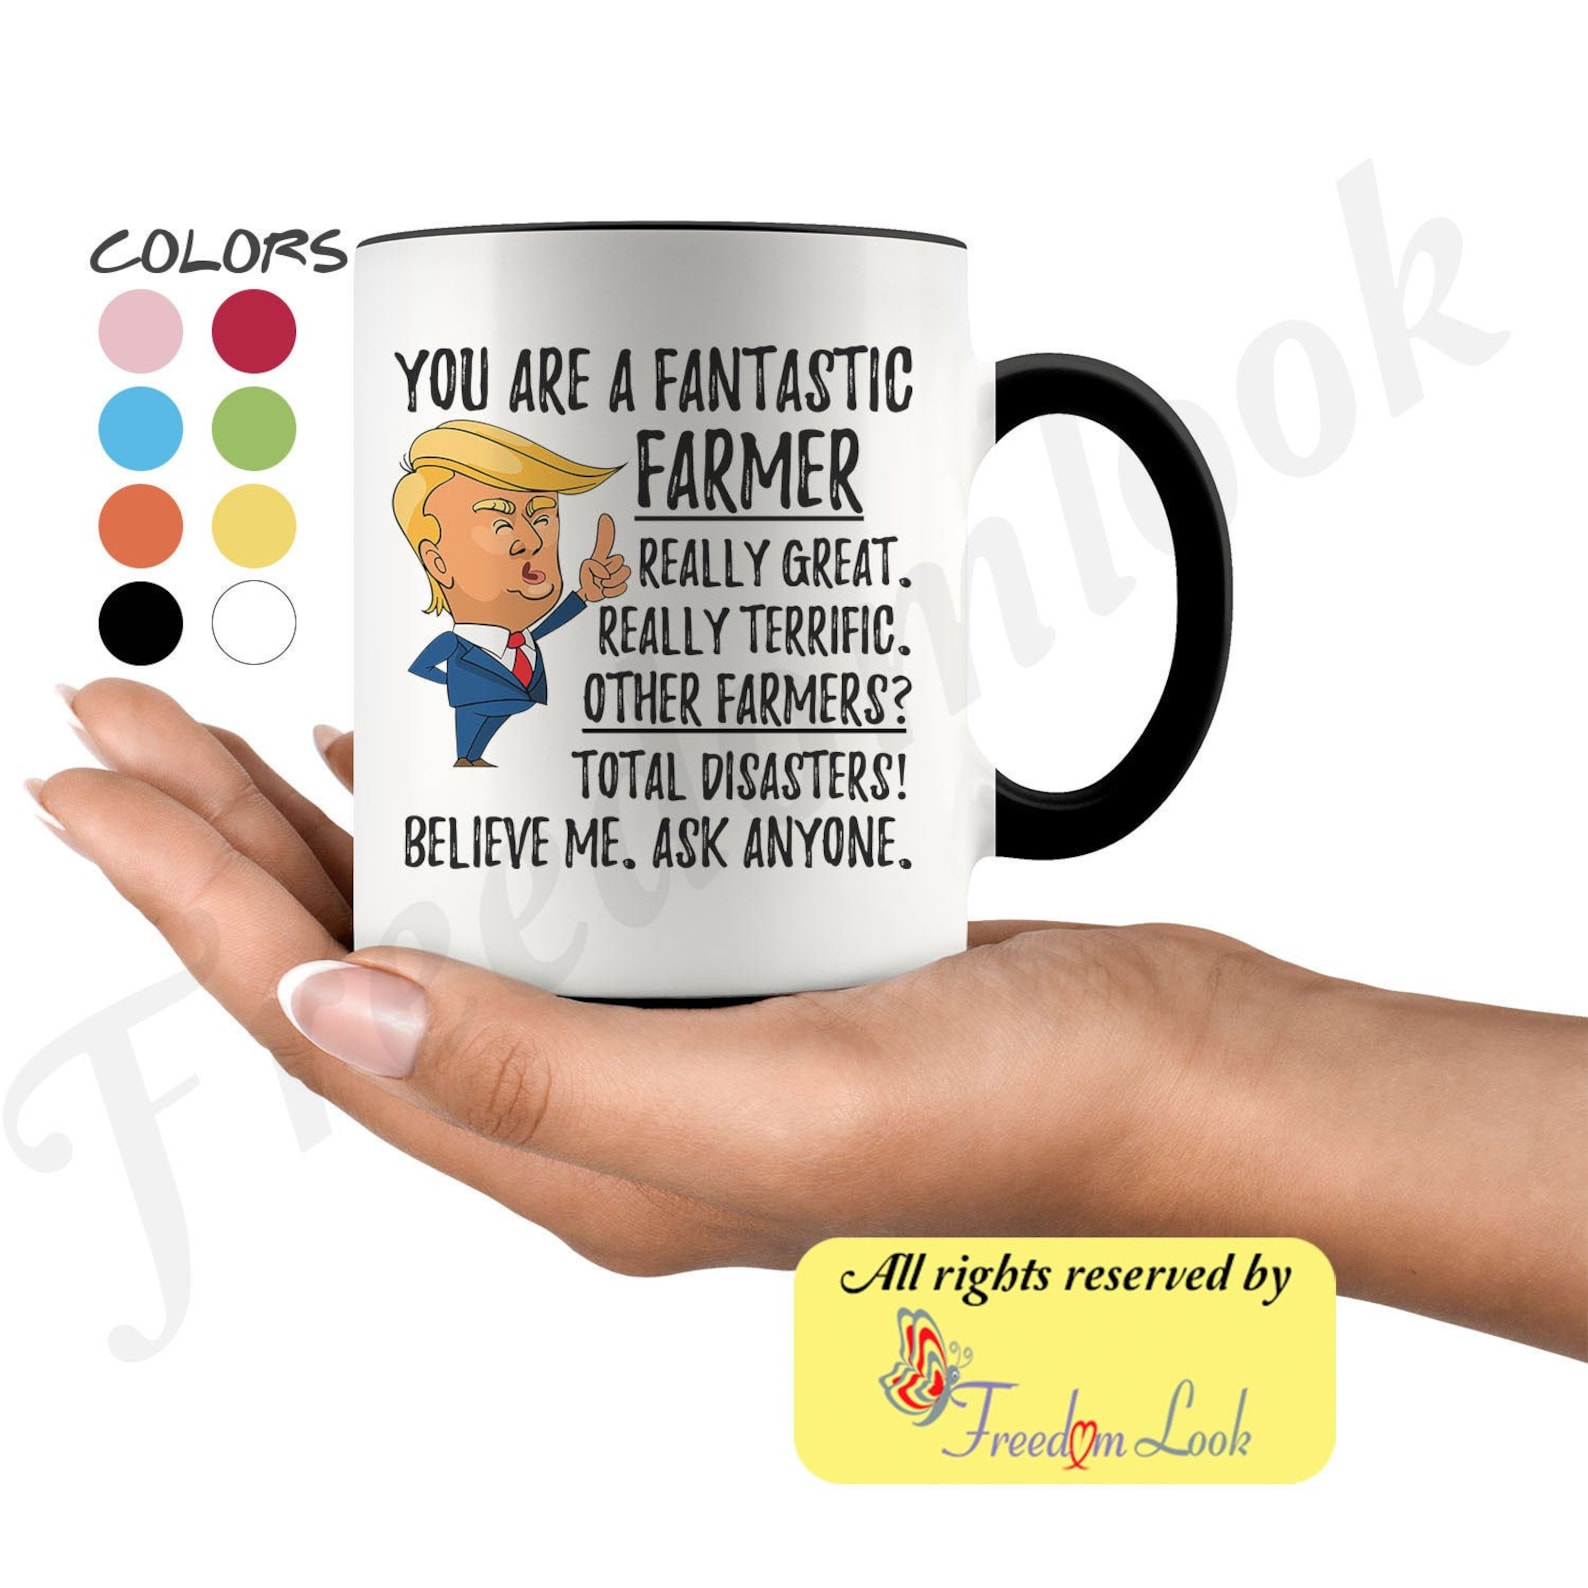 COLORS
YOU ARE A FANTASTIC
FARMER
REALLY GREAT.
REALLY TERRIFIC.
OTHER FARMERS?
TOTAL DISASTERS!
BELIEVE ME. ASK ANYONE.
Freedomlook
All rights reserved by
Freedom Look